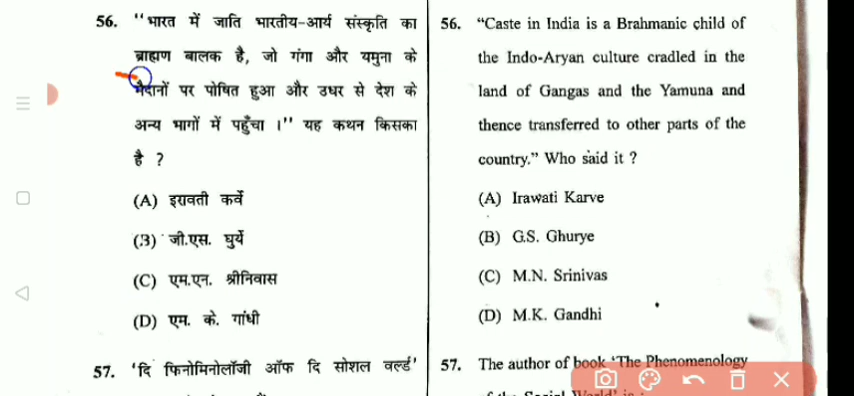 56. "भारत में जाति भारतीय-आर्य संस्कृति का
ब्राह्मण बालक है, जो गंगा और यमुना के
मैदानों पर पोषित हुआ और उधर से देश के
अन्य भागों में पहुँचा ।" यह कथन किसका
है ?
(A) इरावती कर्वे
(B) जी.एस. घुर्ये
(C) एम.एन. श्रीनिवास
(D) एम. के. गांधी
57. 'दि फिनोमिनोलॉजी ऑफ दि सोशल वर्ल्ड'
56. "Caste in India is a Brahmanic child of
the Indo-Aryan culture cradled in the
land of Gangas and the Yamuna and
thence transferred to other parts of the
country." Who said it ?
(A) Irawati Karve
(B) G.S. Ghurye
(C) M.N. Srinivas
(D) M.K. Gandhi
57. The author of book 'The Phenomenology